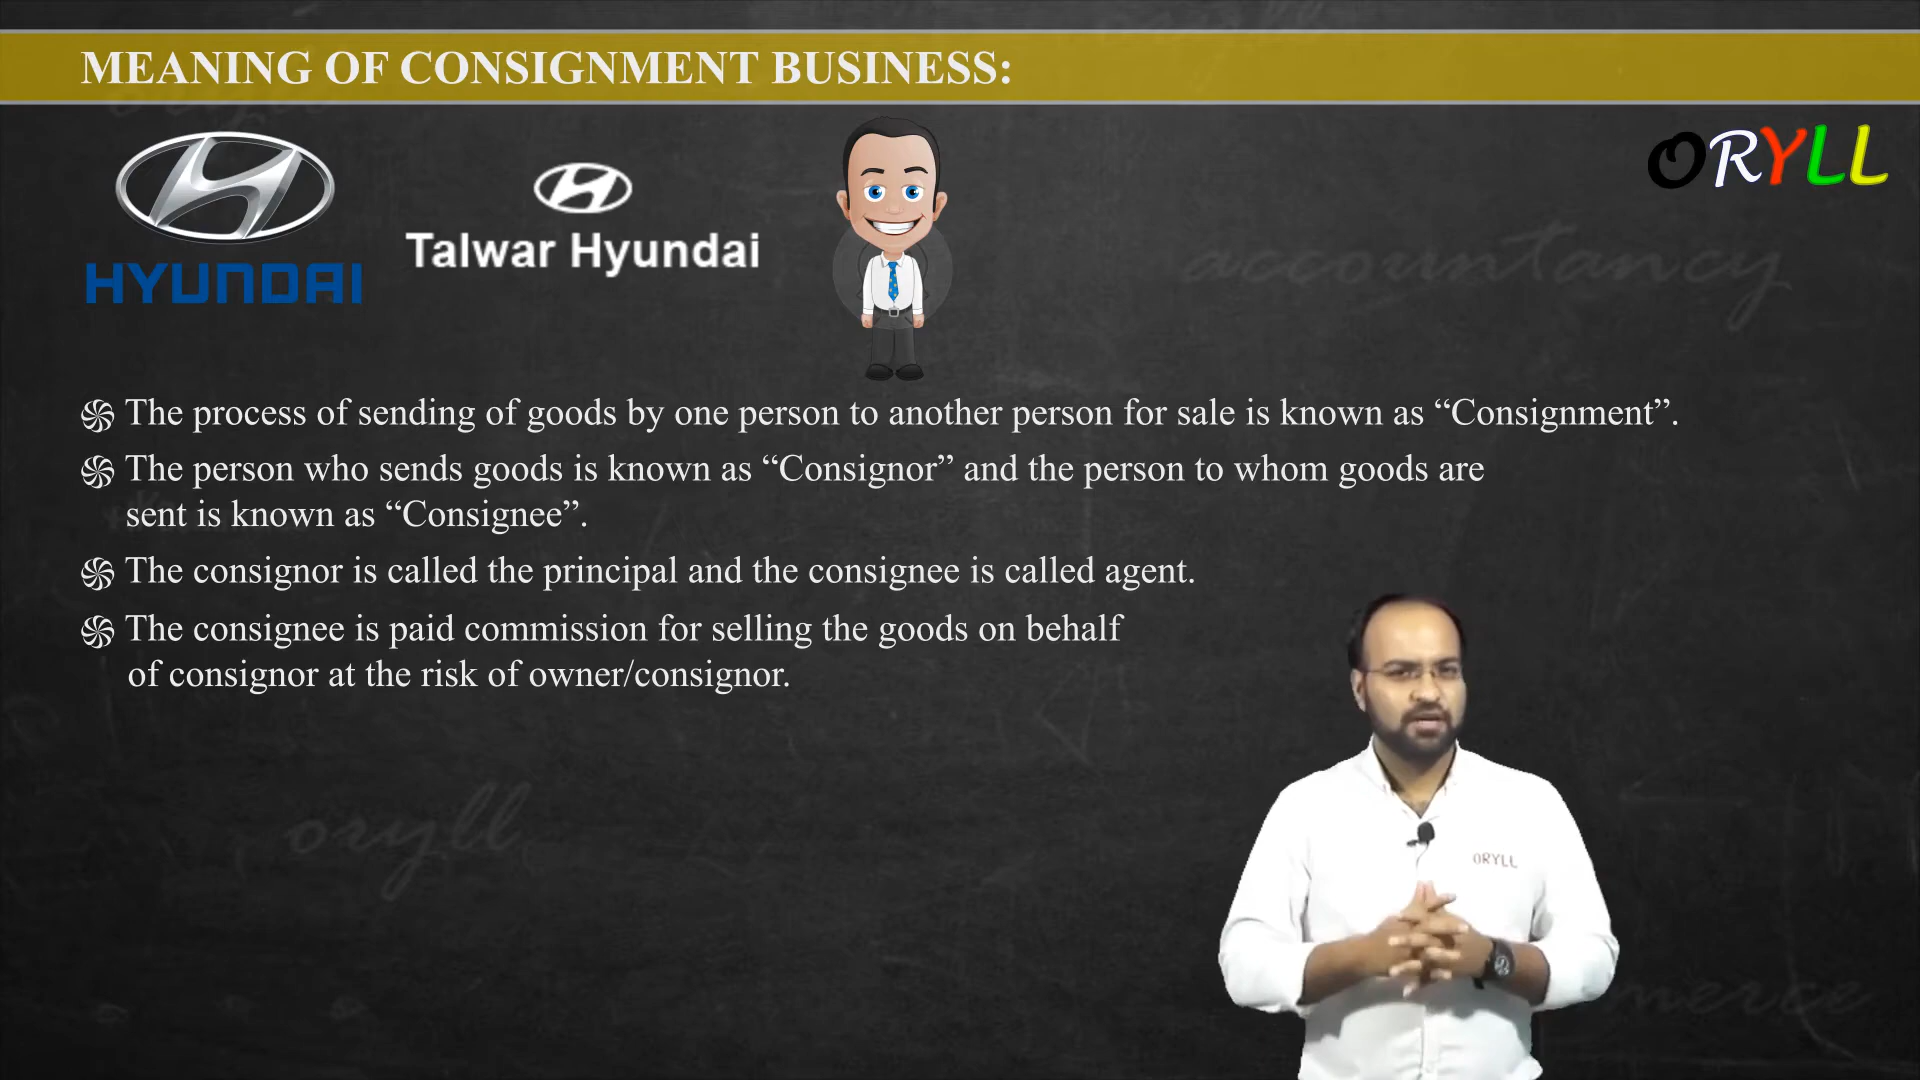 MEANING OF CONSIGNMENT BUSINESS:
HYUNDAI
Talwar Hyundai
ORYLL
accountancy
The process of sending of goods by one person to another person for sale is known as “Consignment”.
The person who sends goods is known as “Consignor” and the person to whom goods are
sent is known as “Consignee”.
The consignor is called the principal and the consignee is called agent.
The consignee is paid commission for selling the goods on behalf
of consignor at the risk of owner/consignor.
oryll
ORYLL